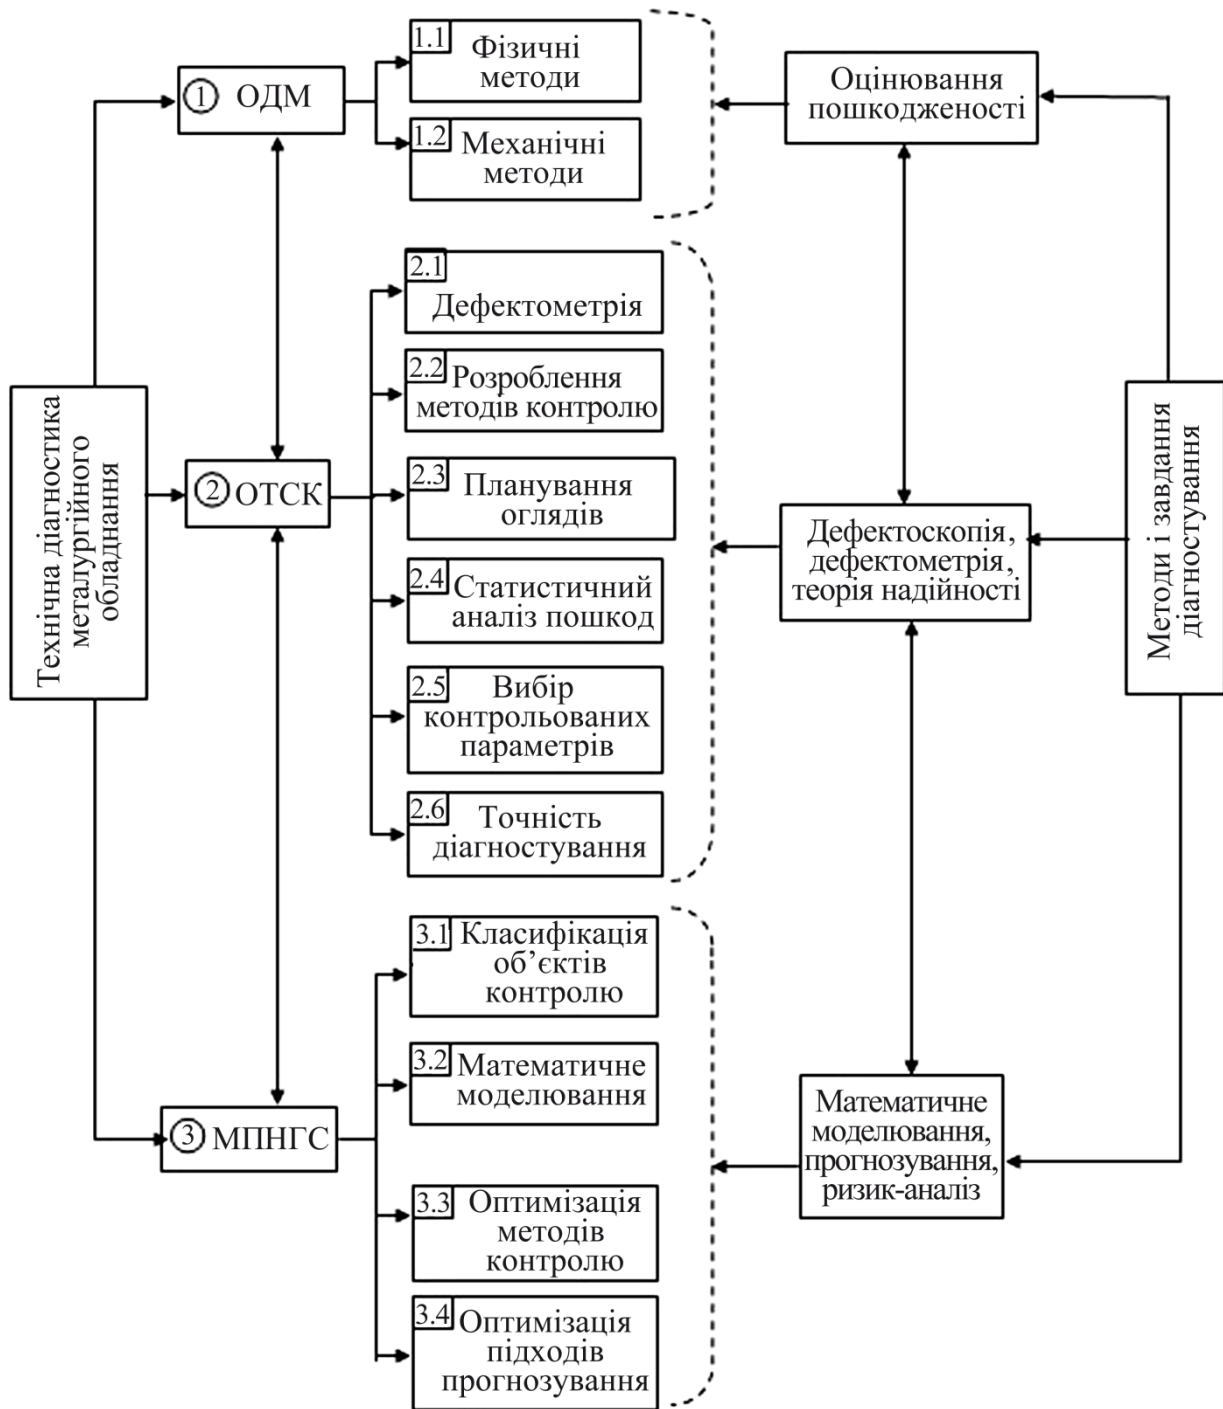 Технічна діагностика
металургійного
обладнання
1 ОДМ
1.1 Фізичні
методи
1.2 Механічні
методи
2 ОТСК
2.1
Дефектометрія
2.2 Розроблення
методів контролю
2.3 Планування
оглядів
2.4 Статистичний
аналіз пошкод
2.5 Вибір
контрольованих
параметрів
2.6 Точність
діагностування
3 МПНГС
3.1 Класифікація
об’єктів
контролю
3.2 Математичне
моделювання
3.3 Оптимізація
методів
контролю
3.4 Оптимізація
підходів
прогнозування
Оцінювання
пошкодженості
Дефектоскопія,
дефектометрія,
теорія надійності
Математичне
моделювання,
прогнозування,
ризик-аналіз
Методи і завдання
діагностування